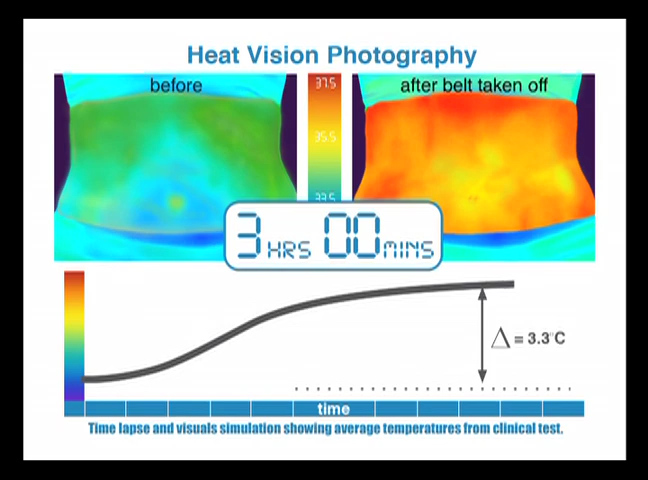 Heat Vision Photography
before
37.5
after belt taken off
35.5
33.5
3 HRS 00 MINS
Δ = 3.3°C
time
Time lapse and visuals simulation showing average temperatures from clinical test.